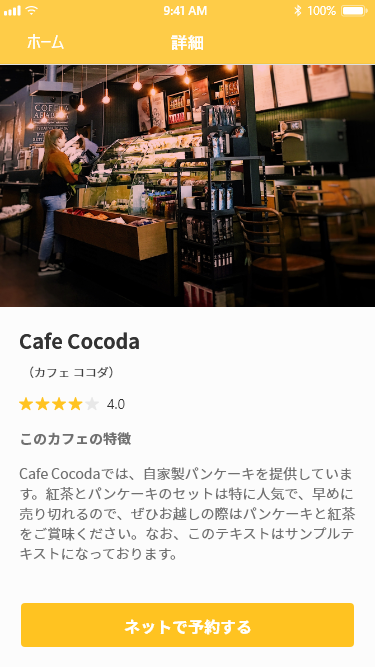 9:41 AM
100%
ホーム
詳細
COFFEE
Cafe Cocoda
（カフェ ココダ）
4.0
このカフェの特徴
Cafe Cocodaでは、自家製パンケーキを提供していま
す。紅茶とパンケーキのセットは特に人気で、早めに
売り切れるので、ぜひお越しの際はパンケーキと紅茶
をご賞味ください。なお、このテキストはサンプルテ
キストになっております。
ネットで予約する